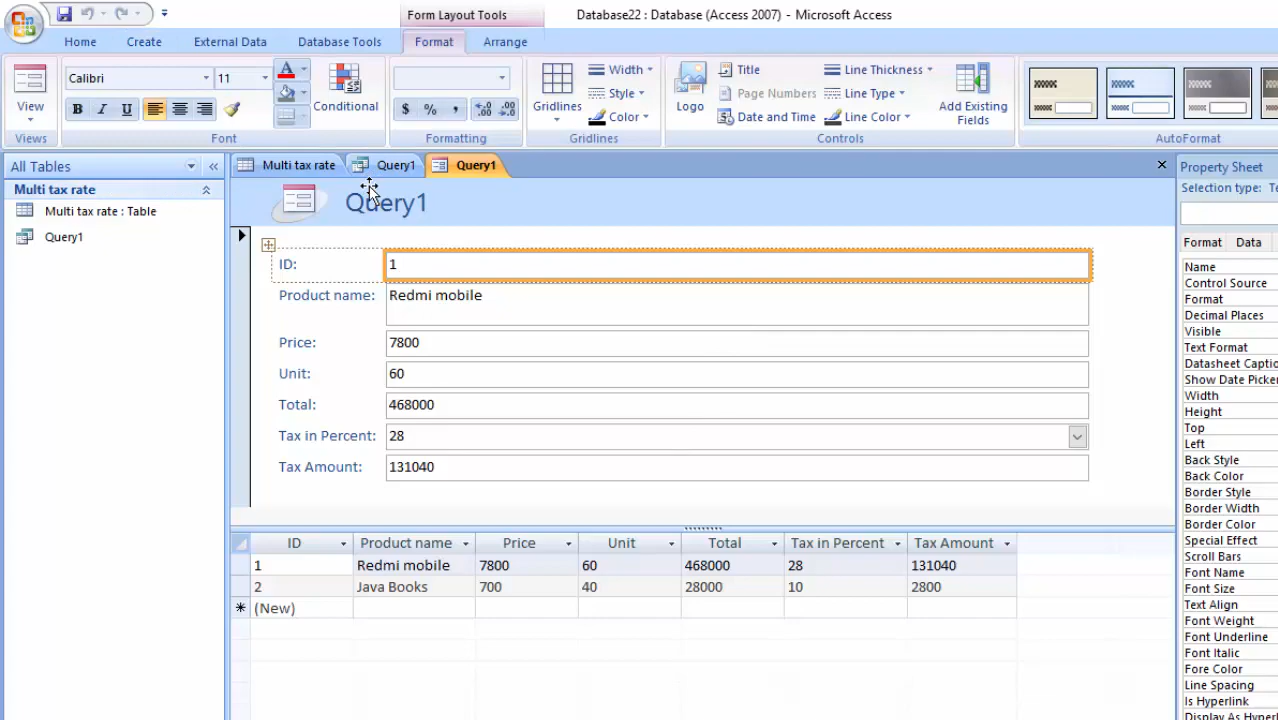 Form Layout Tools
Database22 : Database (Access 2007) - Microsoft Access
Home Create External Data Database Tools Format Arrange
View
Views
Calibri 11
B I U
Font
Conditional
$ % ,
Formatting
Gridlines
Width
Style
Color
Gridlines
Logo
Title
Page Numbers
Date and Time
Line Thickness
Line Type
Line Color
Add Existing
Fields
Controls
AutoFormat
All Tables
Multi tax rate
Multi tax rate : Table
Query1
Multi tax rate Query1 Query1
Query1
ID: 1
Product name: Redmi mobile
Price: 7800
Unit: 60
Total: 468000
Tax in Percent: 28
Tax Amount: 131040
ID Product name Price Unit Total Tax in Percent Tax Amount
1 Redmi mobile 7800 60 468000 28 131040
2 Java Books 700 40 28000 10 2800
(New)
Property Sheet
Selection type:
Format Data
Name
Control Source
Format
Decimal Places
Visible
Text Format
Datasheet Captio
Show Date Picker
Width
Height
Top
Left
Back Style
Back Color
Border Style
Border Width
Border Color
Special Effect
Scroll Bars
Font Name
Font Size
Text Align
Font Weight
Font Underline
Font Italic
Fore Color
Line Spacing
Is Hyperlink
Display As Hyperl